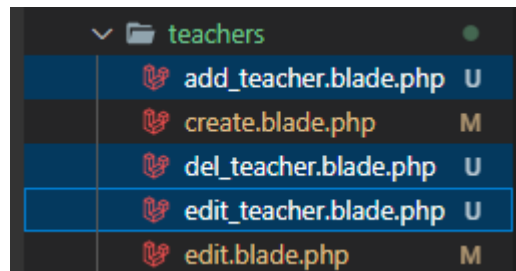 teachers
add_teacher.blade.php U
create.blade.php M
del_teacher.blade.php U
edit_teacher.blade.php U
edit.blade.php M